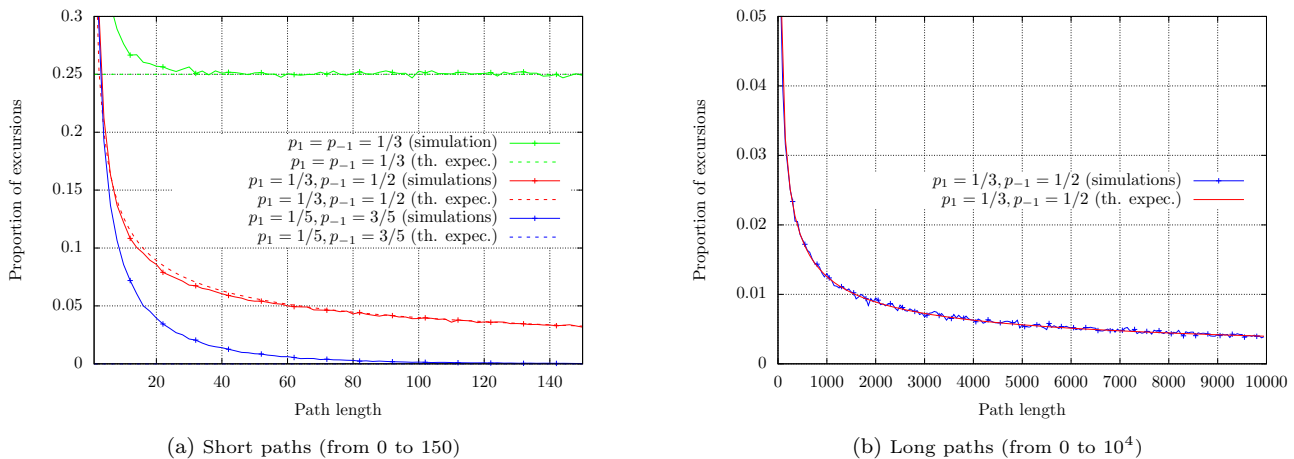 0.3
0.25
0.2
0.15
0.1
0.05
0
Proportion of excursions
20 40 60 80 100 120 140
Path length
p₁ = p₋₁ = 1/3 (simulation)
p₁ = p₋₁ = 1/3 (th. expec.)
p₁ = 1/3, p₋₁ = 1/2 (simulations)
p₁ = 1/3, p₋₁ = 1/2 (th. expec.)
p₁ = 1/5, p₋₁ = 3/5 (simulations)
p₁ = 1/5, p₋₁ = 3/5 (th. expec.)
(a) Short paths (from 0 to 150)
0.05
0.04
0.03
0.02
0.01
0
Proportion of excursions
0 1000 2000 3000 4000 5000 6000 7000 8000 9000 10000
Path length
p₁ = 1/3, p₋₁ = 1/2 (simulations)
p₁ = 1/3, p₋₁ = 1/2 (th. expec.)
(b) Long paths (from 0 to 10⁴)